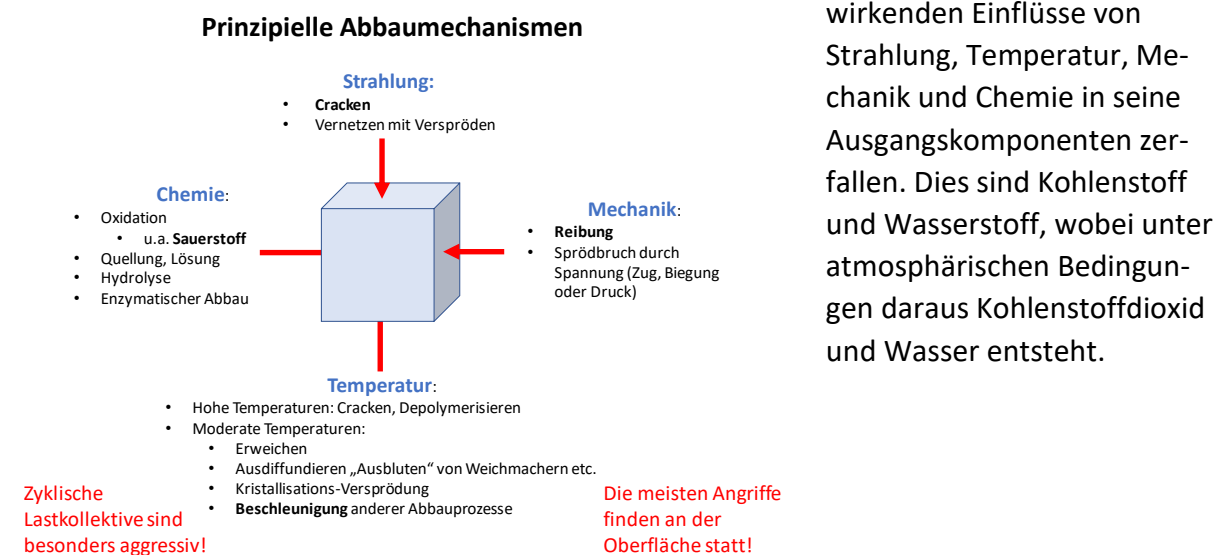 Prinzipielle Abbaumechanismen
Strahlung:
• Cracken
• Vernetzen mit Verspröden
Chemie:
• Oxidation
• u.a. Sauerstoff
• Quellung, Lösung
• Hydrolyse
• Enzymatischer Abbau
Mechanik:
• Reibung
• Sprödbruch durch
Spannung (Zug, Biegung
oder Druck)
Temperatur:
• Hohe Temperaturen: Cracken, Depolymerisieren
• Moderate Temperaturen:
• Erweichen
• Ausdiffundieren „Ausbluten“ von Weichmachern etc.
• Kristallisations-Versprödung
• Beschleunigung anderer Abbauprozesse
Zyklische
Lastkollektive sind
besonders aggressiv!
Die meisten Angriffe
finden an der
Oberfläche statt!
wirkenden Einflüsse von
Strahlung, Temperatur, Me-
chanik und Chemie in seine
Ausgangskomponenten zer-
fallen. Dies sind Kohlenstoff
und Wasserstoff, wobei unter
atmosphärischen Bedingun-
gen daraus Kohlenstoffdioxid
und Wasser entsteht.